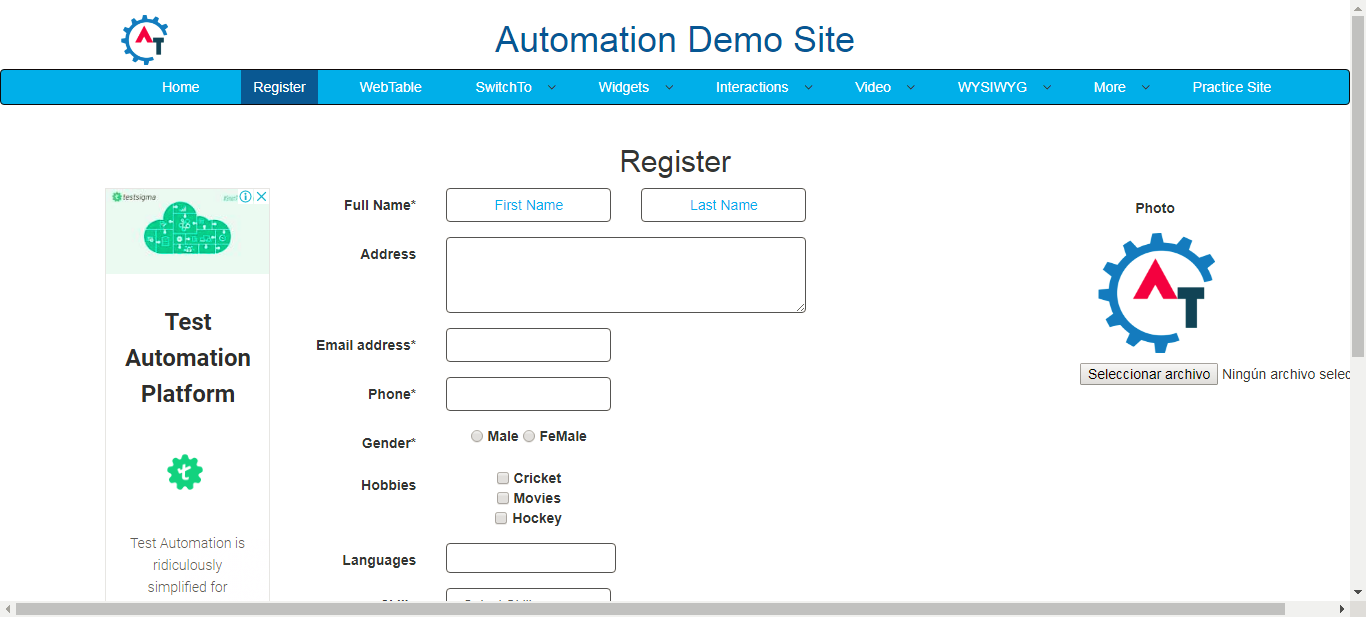 AT
Automation Demo Site
Home Register WebTable SwitchTo Widgets Interactions Video WYSIWYG More Practice Site
Register
testsigma
Test
Automation
Platform
t
Test Automation is
ridiculously
simplified for
Full Name* First Name Last Name
Address
Email address*
Phone*
Gender* Male FeMale
Hobbies Cricket
Movies
Hockey
Languages
Photo
AT
Seleccionar archivo Ningún archivo selec